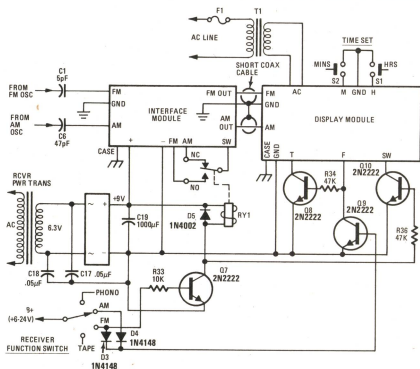 F1
T1
AC LINE
C1
5pF
SHORT COAX
CABLE
TIME SET
MINS
HRS
S2
S1
FROM
FM OSC
FM
GND
FM OUT
FM
AC
M GND H
INTERFACE
MODULE
GND
DISPLAY MODULE
FROM
AM OSC
C6
47pF
AM
AM
OUT
AM
CASE
+
-
FM AM
SW
CASE
GND
T
F
SW
NC
NO
Q10
2N2222
R34
47K
RCVR
PWR TRANS
+9V
Q8
2N2222
Q9
2N2222
R36
47K
AC
6.3V
~
+
~
-
+
C19
1000µF
D5
1N4002
RY1
C18
.05µF
C17 .05µF
R33
10K
Q7
2N2222
PHONO
AM
9+
(+6-24V)
FM
RECEIVER
FUNCTION SWITCH
TAPE
D4
1N4148
D3
1N4148